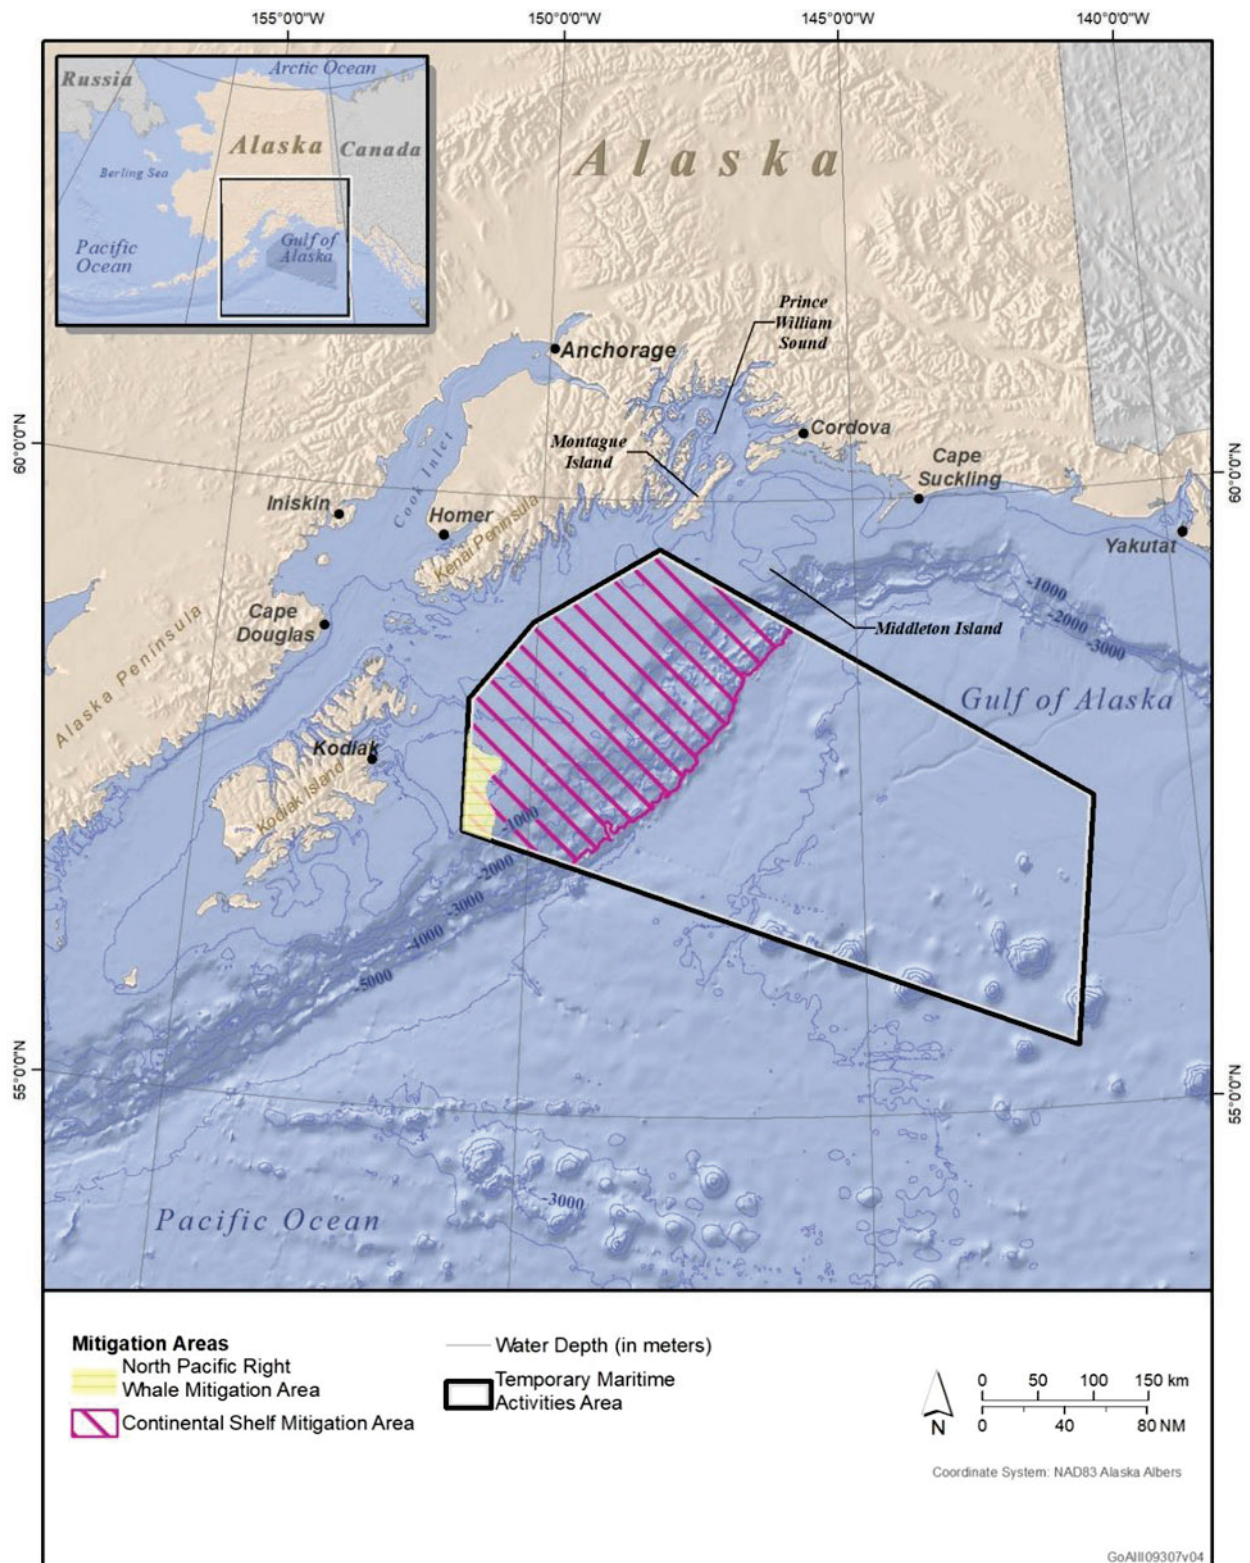 155°0'0"W
150°0'0"W
145°0'0"W
140°0'0"W
Russia
Arctic Ocean
Alaska
Canada
Berling Sea
Pacific
Ocean
Gulf of
Alaska
Alaska
Prince
William
Sound
Anchorage
60°0'0"N
60°0'0"N
Montague
Island
Cordova
Cape
Suckling
Cook Inlet
Iniskin
Homer
Kenai Peninsula
Yakutat
-1000
-2000
-3000
Cape
Douglas
Middleton Island
Alaska Peninsula
Gulf of Alaska
Kodiak
Kodiak Island
-1000
-2000
-3000
-4000
-5000
55°0'0"N
55°0'0"N
-3000
Pacific Ocean
Mitigation Areas
North Pacific Right
Whale Mitigation Area
Continental Shelf Mitigation Area
Water Depth (in meters)
Temporary Maritime
Activities Area
N
0 50 100 150 km
0 40 80 NM
Coordinate System: NAD83 Alaska Albers
GoAIII09307v04